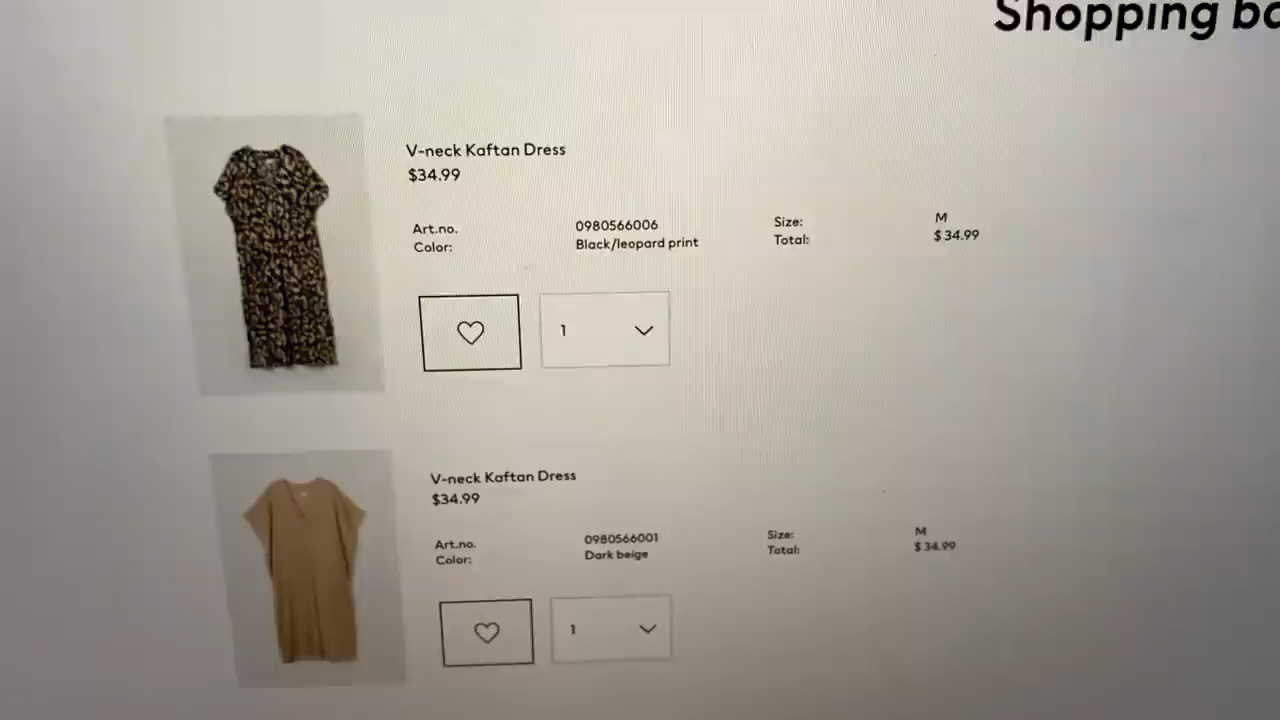 Shopping
V-neck Kaftan Dress
$34.99
Art.no. 0980566006 Size: M
Color: Black/leopard print Total: $34.99
1
V-neck Kaftan Dress
$34.99
Art.no. 0980566001 Size: M
Color: Dark beige Total: $34.99
1